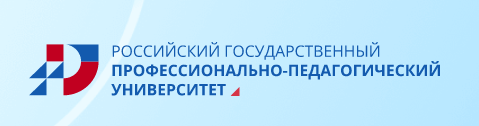 РОССИЙСКИЙ ГОСУДАРСТВЕННЫЙ
ПРОФЕССИОНАЛЬНО-ПЕДАГОГИЧЕСКИЙ
УНИВЕРСИТЕТ